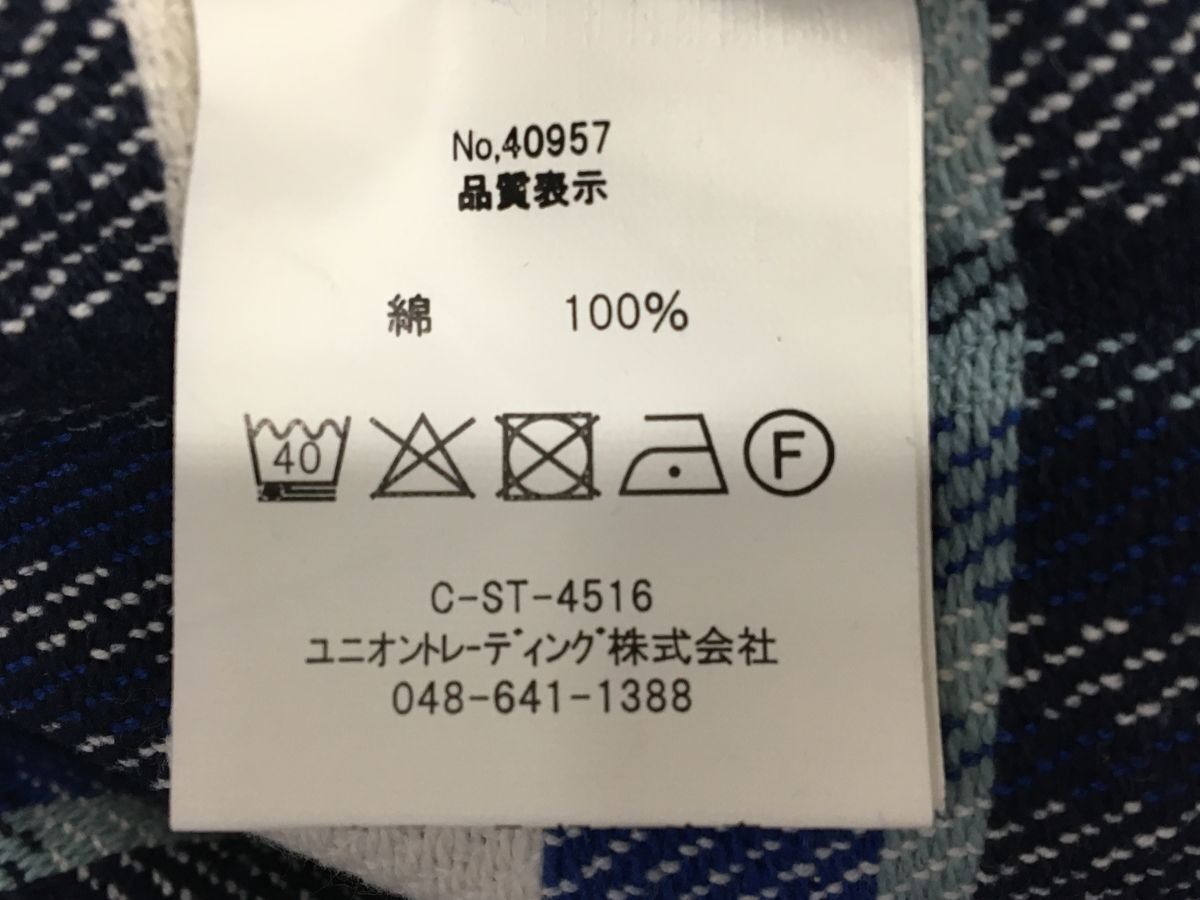 No,40957
品質表示
綿 100%
40 F
C-ST-4516
ユニオントレーディング株式会社
048-641-1388